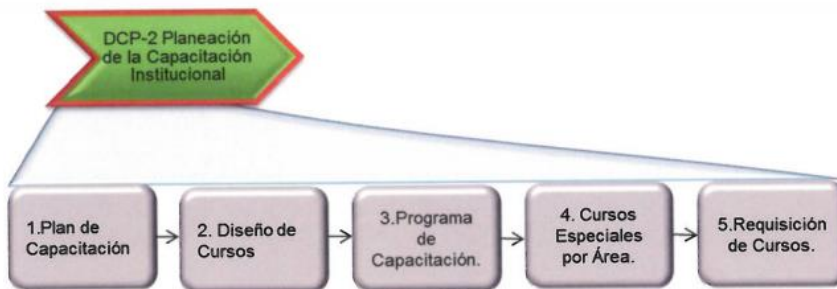 DCP-2 Planeación
de la Capacitación
Institucional
1.Plan de
Capacitación
2. Diseño de
Cursos
3.Programa
de
Capacitación.
4. Cursos
Especiales
por Área.
5.Requisición
de Cursos.